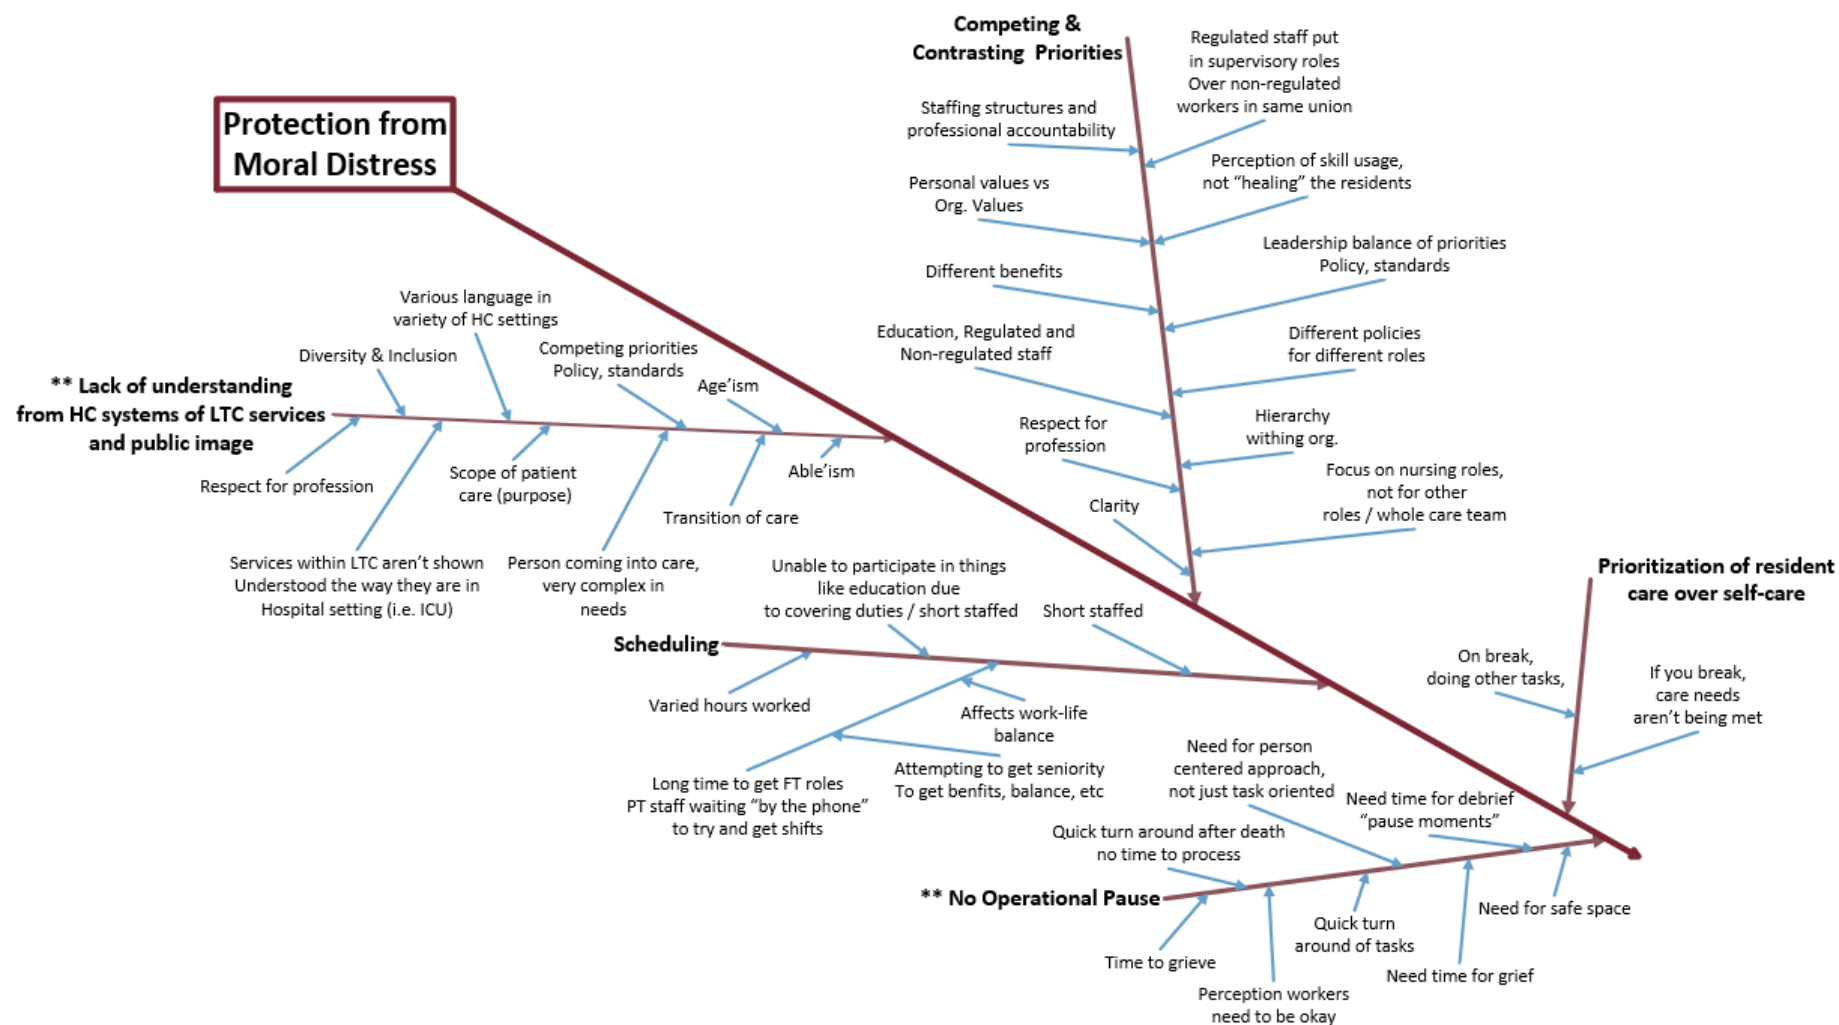 Protection from
Moral Distress
Competing &
Contrasting  Priorities
Regulated staff put
in supervisory roles
Over non-regulated
workers in same union
Staffing structures and
professional accountability
Perception of skill usage,
not “healing” the residents
Personal values vs
Org. Values
Leadership balance of priorities
Policy, standards
Different benefits
Different policies
for different roles
Education, Regulated and
Non-regulated staff
Hierarchy
withing org.
Respect for
profession
Focus on nursing roles,
not for other
roles / whole care team
Clarity
** Lack of understanding
from HC systems of LTC services
and public image
Diversity & Inclusion
Various language in
variety of HC settings
Competing priorities
Policy, standards
Age’ism
Respect for profession
Services within LTC aren’t shown
Understood the way they are in
Hospital setting (i.e. ICU)
Scope of patient
care (purpose)
Person coming into care,
very complex in
needs
Transition of care
Able’ism
Scheduling
Unable to participate in things
like education due
to covering duties / short staffed
Short staffed
Varied hours worked
Affects work-life
balance
Long time to get FT roles
PT staff waiting “by the phone”
to try and get shifts
Attempting to get seniority
To get benfits, balance, etc
Prioritization of resident
care over self-care
On break,
doing other tasks,
If you break,
care needs
aren’t being met
** No Operational Pause
Quick turn around after death
no time to process
Need for person
centered approach,
not just task oriented
Need time for debrief
“pause moments”
Time to grieve
Perception workers
need to be okay
Quick turn
around of tasks
Need time for grief
Need for safe space